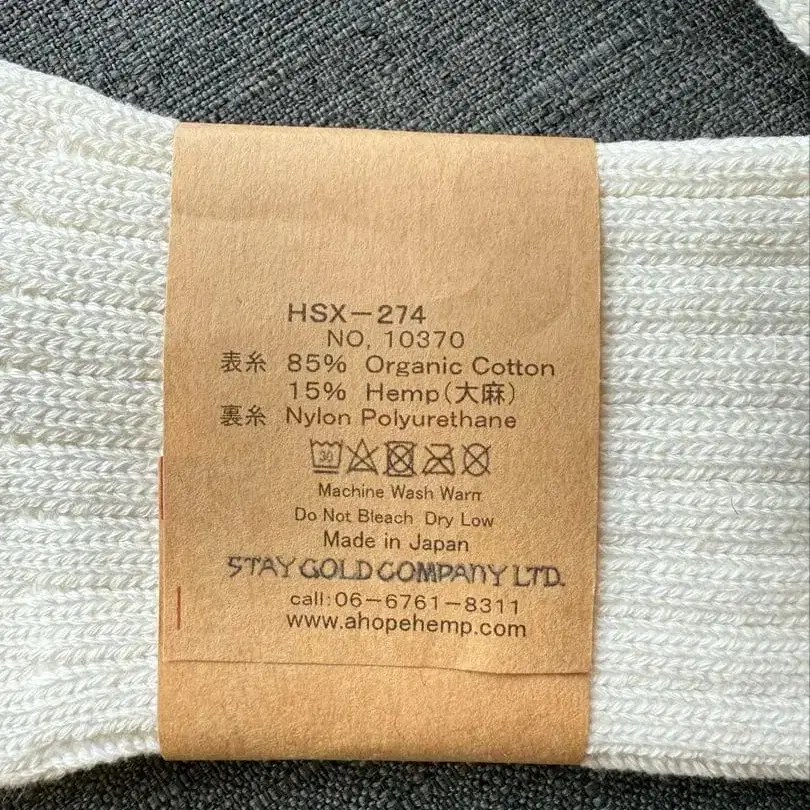 HSX-274
NO, 10370
表糸 85% Organic Cotton
15% Hemp(大麻)
裏糸 Nylon Polyurethane
30
Machine Wash Warm
Do Not Bleach Dry Low
Made in Japan
STAY GOLD COMPANY LTD.
call:06-6761-8311
www.ahopehemp.com